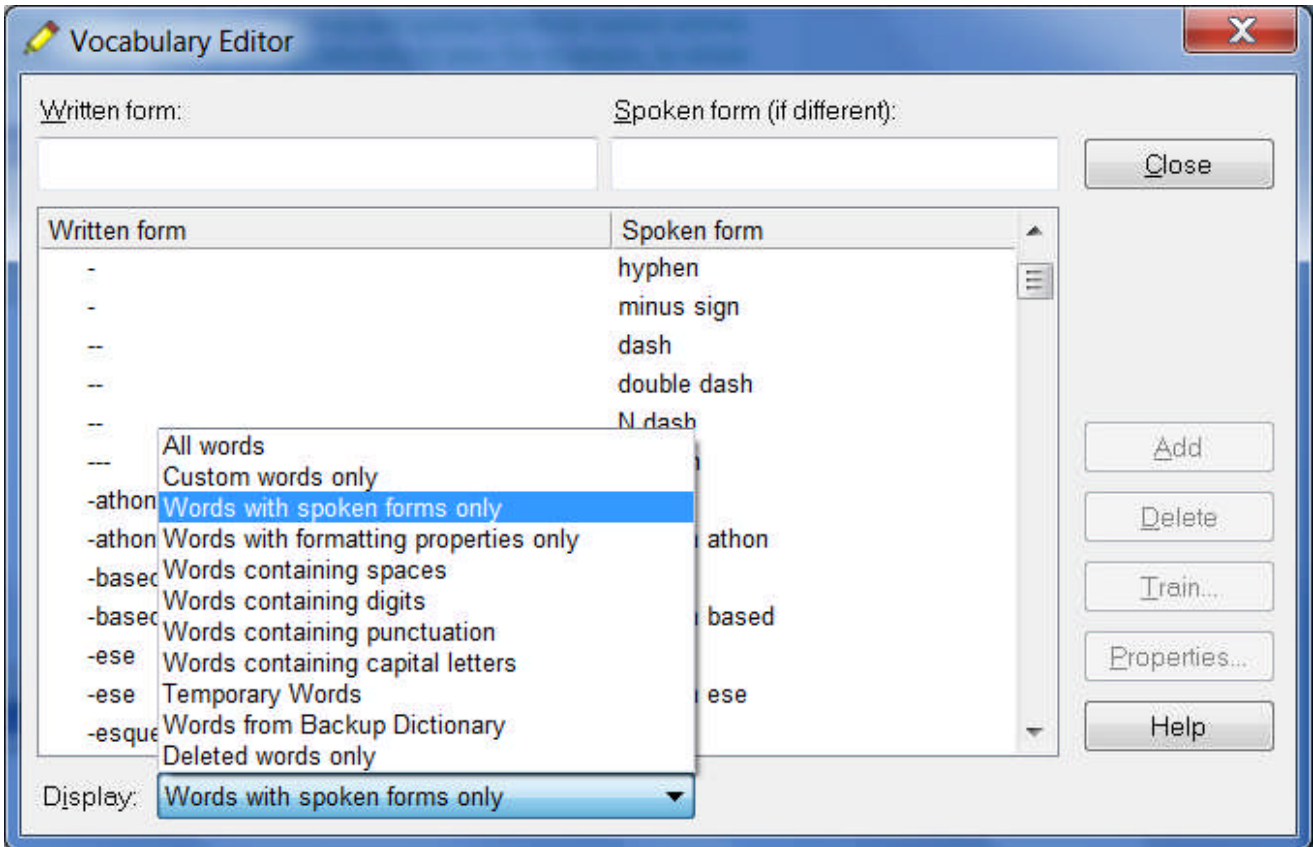 Vocabulary Editor
Written form: Spoken form (if different):
Close
Written form Spoken form
- hyphen
- minus sign
-- dash
-- double dash
-- N dash
---
-athon
-athon athon
-based
-based based
-ese
-ese ese
-esque
All words
Custom words only
Words with spoken forms only
Words with formatting properties only
Words containing spaces
Words containing digits
Words containing punctuation
Words containing capital letters
Temporary Words
Words from Backup Dictionary
Deleted words only
Add
Delete
Train...
Properties...
Help
Display: Words with spoken forms only